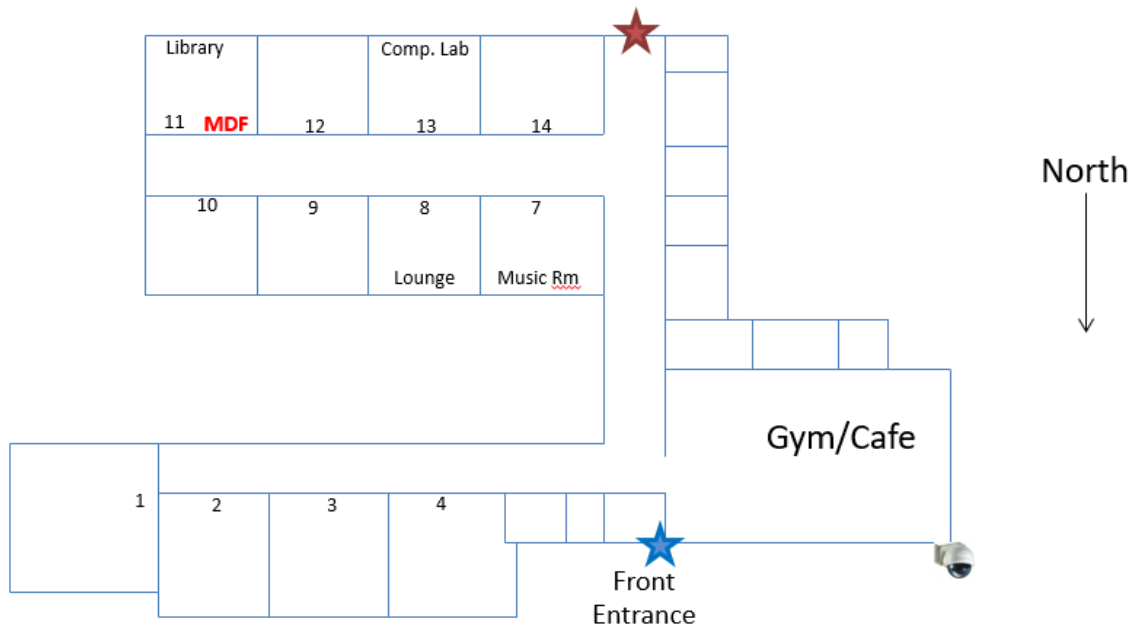 Library
Comp. Lab
11 MDF
12
13
14
North
10
9
8
7
Lounge
Music Rm
Gym/Cafe
1
2
3
4
Front
Entrance